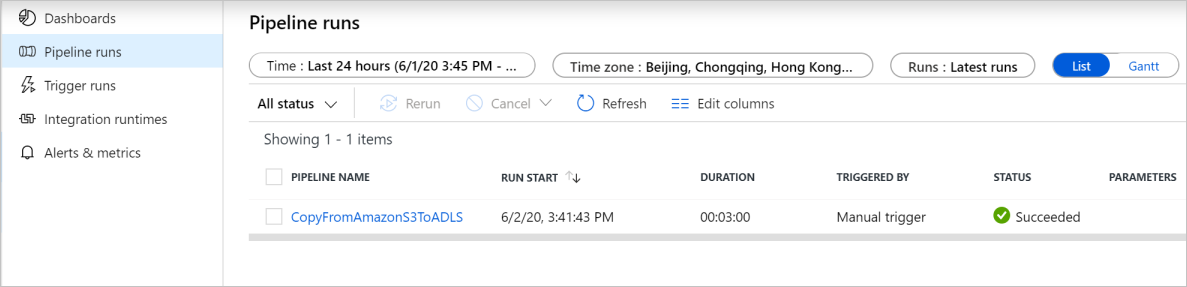 Dashboards
Pipeline runs
Trigger runs
Integration runtimes
Alerts & metrics
Pipeline runs
Time : Last 24 hours (6/1/20 3:45 PM - ...
Time zone : Beijing, Chongqing, Hong Kong...
Runs : Latest runs
List
Gantt
All status
Rerun
Cancel
Refresh
Edit columns
Showing 1 - 1 items
PIPELINE NAME RUN START DURATION TRIGGERED BY STATUS PARAMETERS
CopyFromAmazonS3ToADLS 6/2/20, 3:41:43 PM 00:03:00 Manual trigger Succeeded